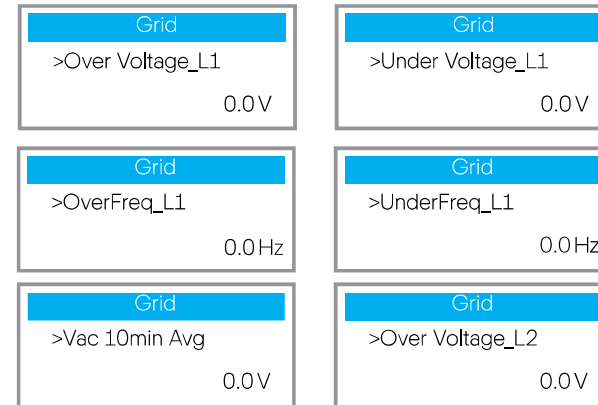 Grid
>Over Voltage_L1
0.0V
Grid
>Under Voltage_L1
0.0V
Grid
>OverFreq_L1
0.0Hz
Grid
>UnderFreq_L1
0.0Hz
Grid
>Vac 10min Avg
0.0V
Grid
>Over Voltage_L2
0.0V